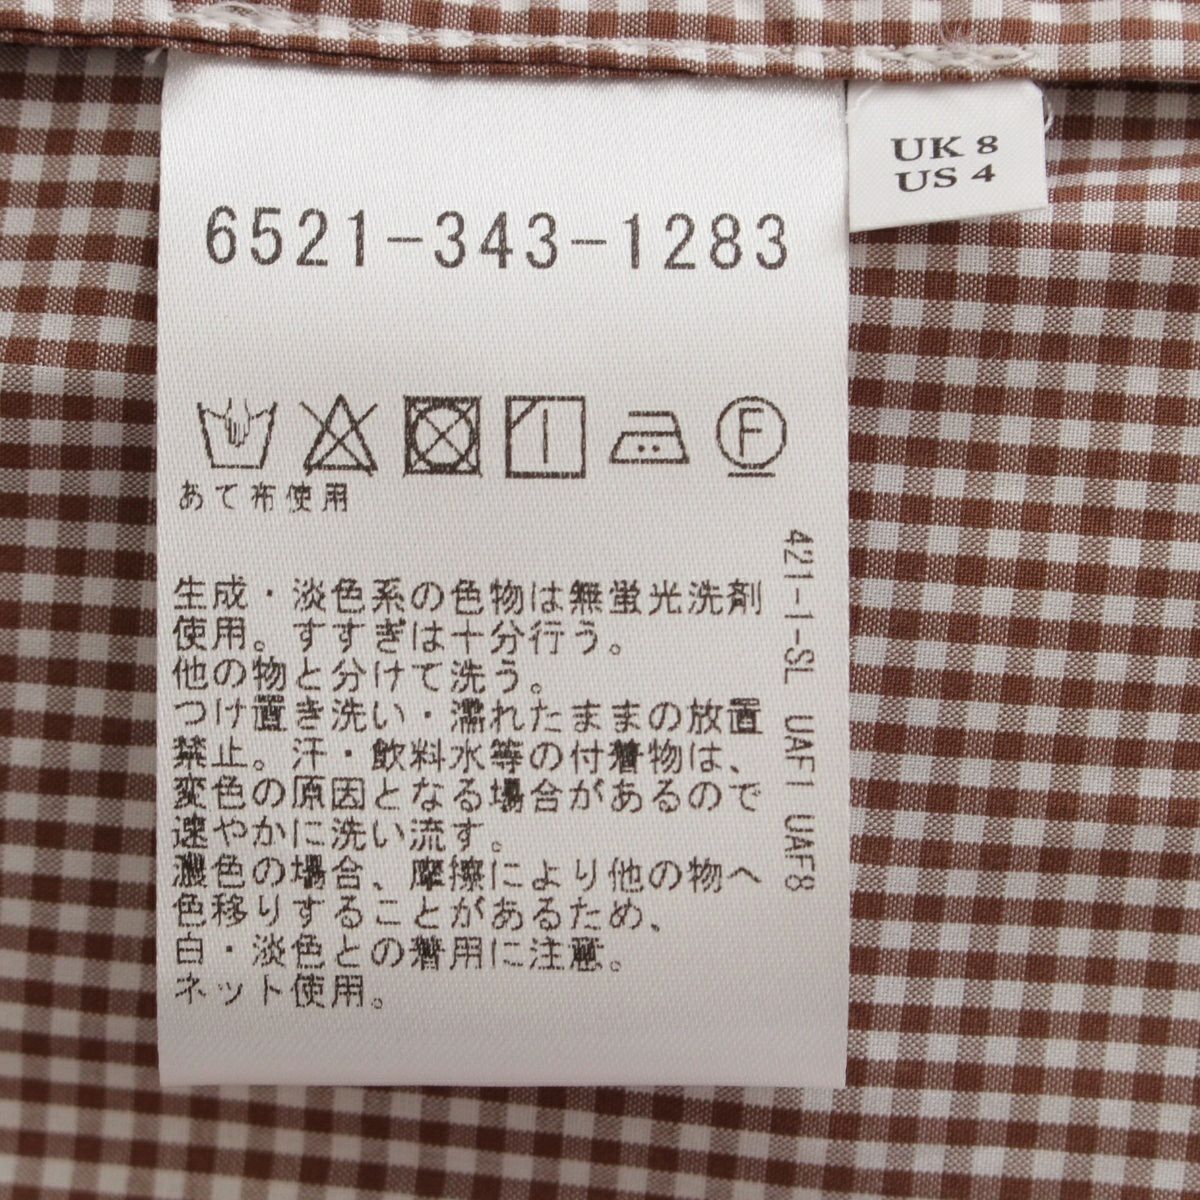 UK 8
US 4
6521-343-1283
F
あて布使用
生成・淡色系の色物は無蛍光洗剤
使用。すすぎは十分行う。
他の物と分けて洗う。
つけ置き洗い・濡れたままの放置
禁止。汗・飲料水等の付着物は、
変色の原因となる場合があるので
速やかに洗い流す。
濃色の場合、摩擦により他の物へ
色移りすることがあるため、
白・淡色との着用に注意。
ネット使用。
421-1-SL UAF1 UAF8